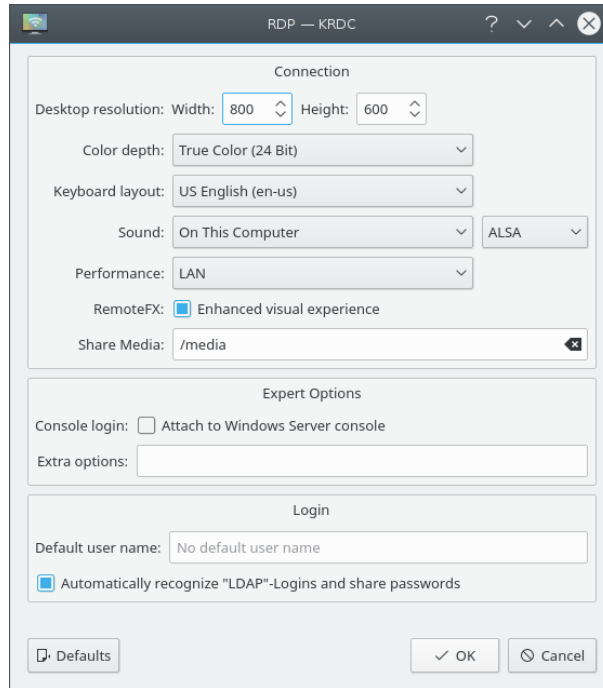 RDP — KRDC
Connection
Desktop resolution: Width: 800 Height: 600
Color depth: True Color (24 Bit)
Keyboard layout: US English (en-us)
Sound: On This Computer ALSA
Performance: LAN
RemoteFX: Enhanced visual experience
Share Media: /media
Expert Options
Console login: Attach to Windows Server console
Extra options:
Login
Default user name: No default user name
Automatically recognize "LDAP"-Logins and share passwords
Defaults OK Cancel